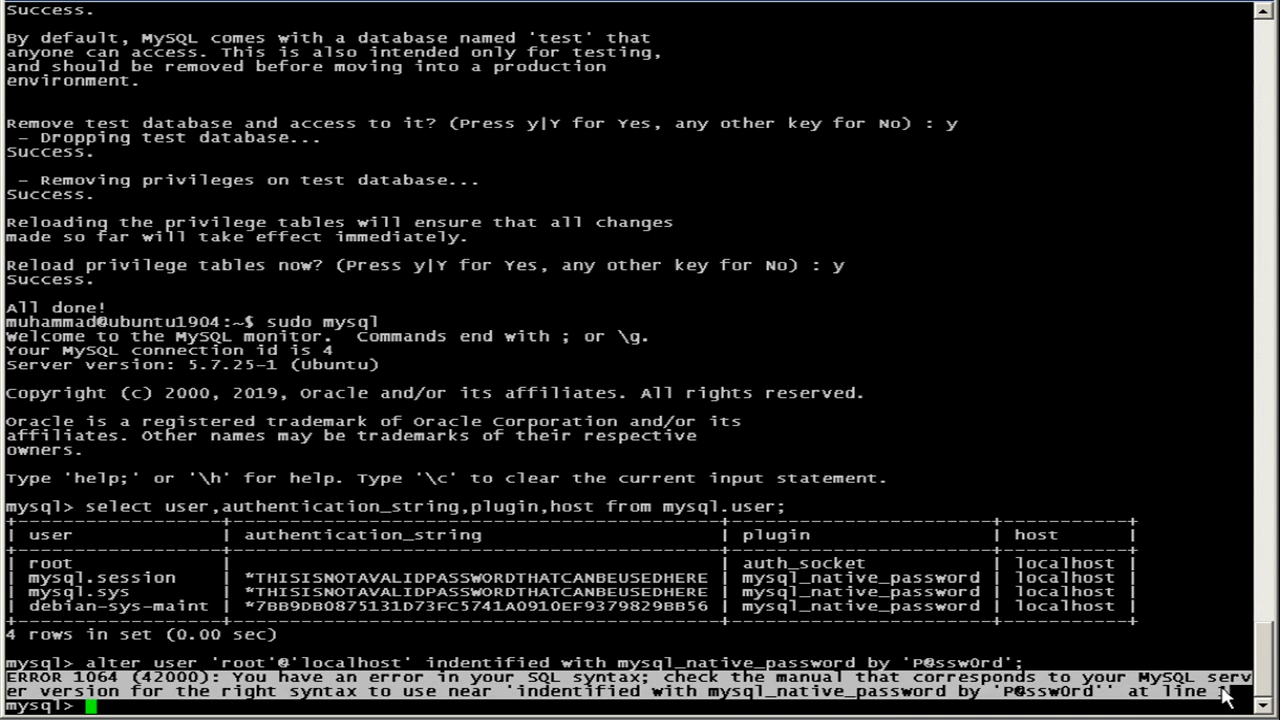 Success.
By default, MySQL comes with a database named 'test' that
anyone can access. This is also intended only for testing,
and should be removed before moving into a production
environment.
Remove test database and access to it? (Press y|Y for Yes, any other key for No) : y
- Dropping test database...
Success.
- Removing privileges on test database...
Success.
Reloading the privilege tables will ensure that all changes
made so far will take effect immediately.
Reload privilege tables now? (Press y|Y for Yes, any other key for No) : y
Success.
All done!
muhammad@ubuntu1904:~$ sudo mysql
Welcome to the MySQL monitor.  Commands end with ; or \g.
Your MySQL connection id is 4
Server version: 5.7.25-1 (Ubuntu)
Copyright (c) 2000, 2019, Oracle and/or its affiliates. All rights reserved.
Oracle is a registered trademark of Oracle Corporation and/or its
affiliates. Other names may be trademarks of their respective
owners.
Type 'help;' or '\h' for help. Type '\c' to clear the current input statement.
mysql> select user,authentication_string,plugin,host from mysql.user;
| user | authentication_string | plugin | host |
| root | | auth_socket | localhost |
| mysql.session | *THISISNOTAVALIDPASSWORDTHATCANBEUSEDHERE | mysql_native_password | localhost |
| mysql.sys | *THISISNOTAVALIDPASSWORDTHATCANBEUSEDHERE | mysql_native_password | localhost |
| debian-sys-maint | *7BB9DB0875131D73FC5741A0910EF9379829BB56 | mysql_native_password | localhost |
4 rows in set (0.00 sec)
mysql> alter user 'root'@'localhost' indentified with mysql_native_password by 'P@ssw0rd';
ERROR 1064 (42000): You have an error in your SQL syntax; check the manual that corresponds to your MySQL serv
er version for the right syntax to use near 'indentified with mysql_native_password by 'P@ssw0rd'' at line
mysql>